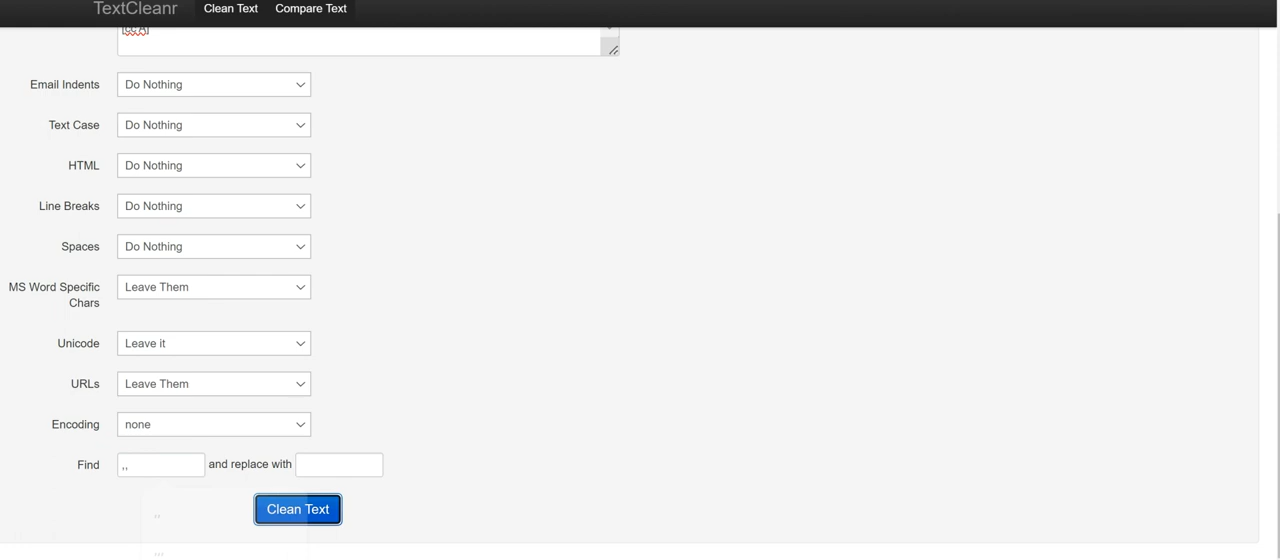 TextCleanr Clean Text Compare Text
[cc:A]
Email Indents Do Nothing
Text Case Do Nothing
HTML Do Nothing
Line Breaks Do Nothing
Spaces Do Nothing
MS Word Specific Chars Leave Them
Unicode Leave it
URLs Leave Them
Encoding none
Find ,, and replace with
Clean Text
,,
,,,